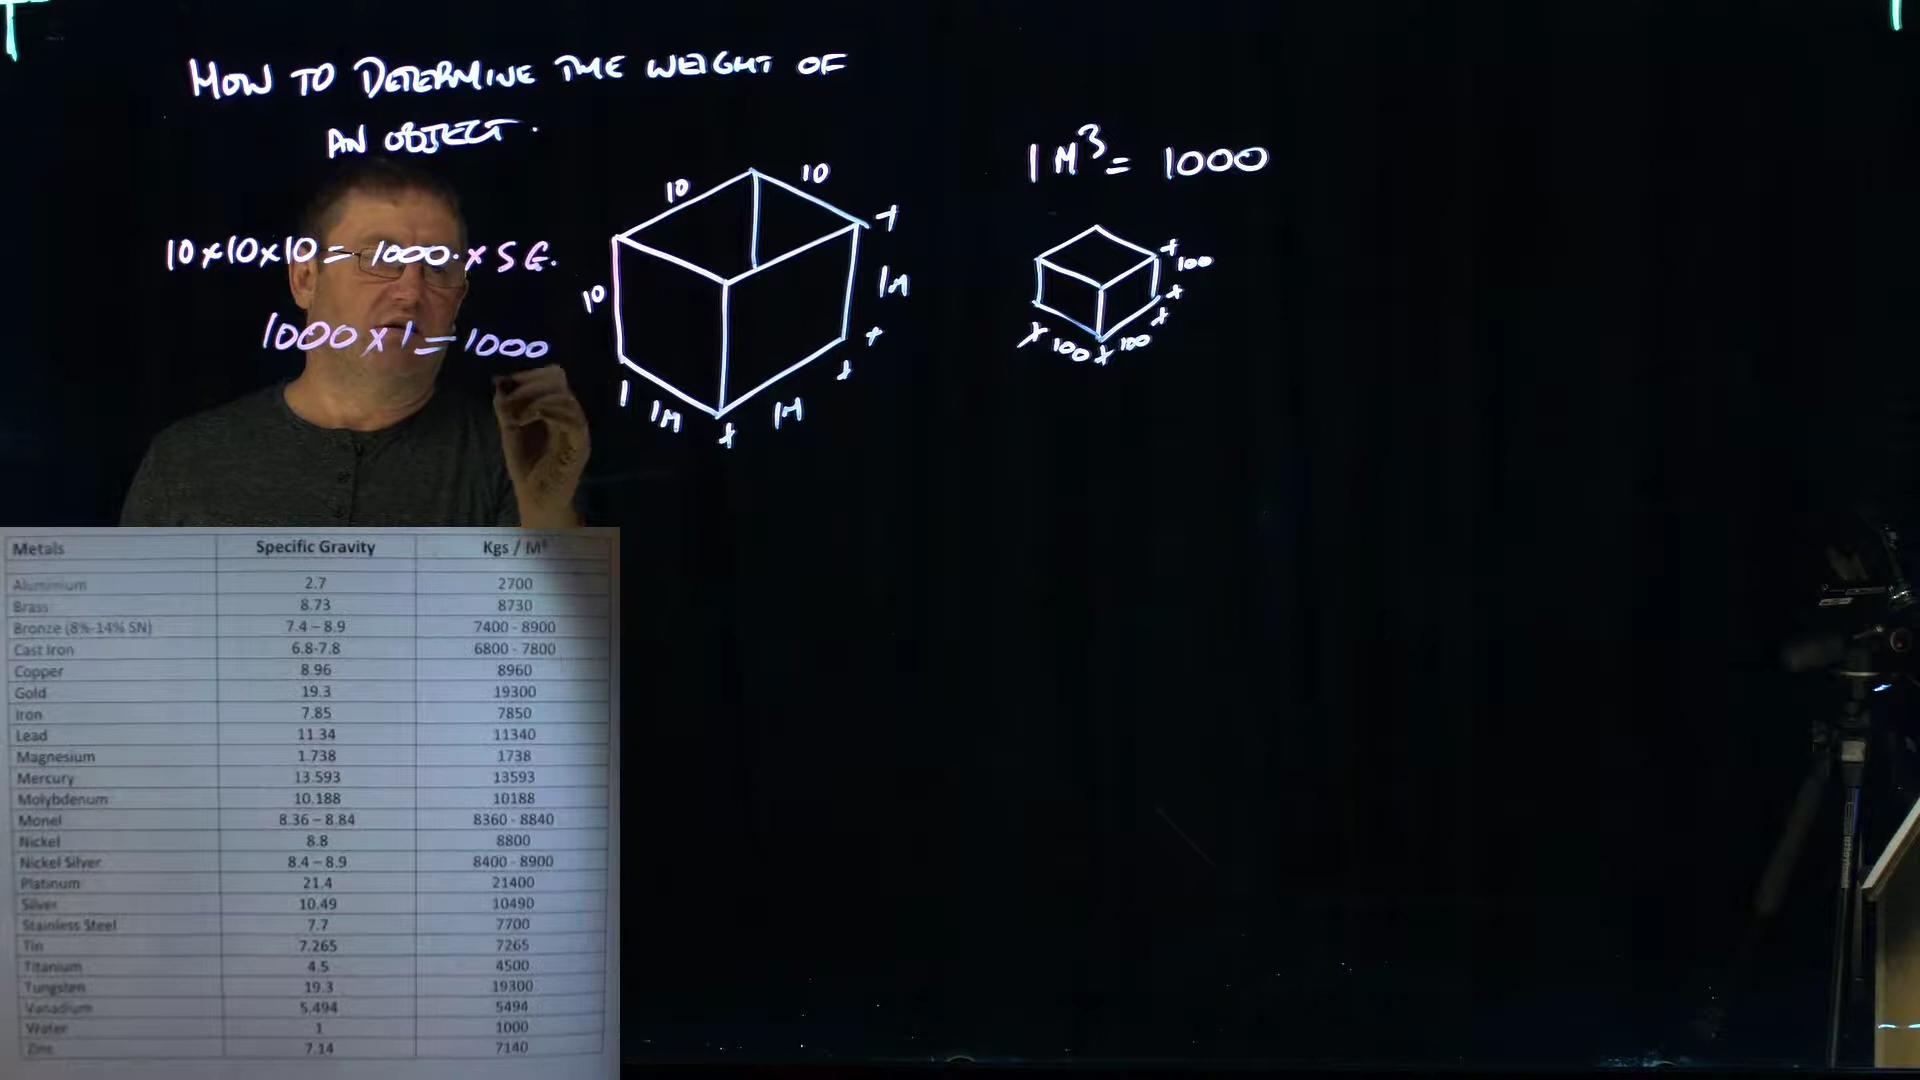 HOW TO DETERMINE THE WEIGHT OF
AN OBJECT.
10x10x10 = 1000. x S G.
1000 x 1 = 1000
10
10
10
1M
1M
1M
1 M³ = 1000
100
100
100
Metals Specific Gravity Kgs / M³
Aluminium 2.7 2700
Brass 8.73 8730
Bronze (8%-14% SN) 7.4 – 8.9 7400 - 8900
Cast Iron 6.8-7.8 6800 - 7800
Copper 8.96 8960
Gold 19.3 19300
Iron 7.85 7850
Lead 11.34 11340
Magnesium 1.738 1738
Mercury 13.593 13593
Molybdenum 10.188 10188
Monel 8.36 – 8.84 8360 - 8840
Nickel 8.8 8800
Nickel Silver 8.4 – 8.9 8400 - 8900
Platinum 21.4 21400
Silver 10.49 10490
Stainless Steel 7.7 7700
Tin 7.265 7265
Titanium 4.5 4500
Tungsten 19.3 19300
Vanadium 5.494 5494
Water 1 1000
Zinc 7.14 7140